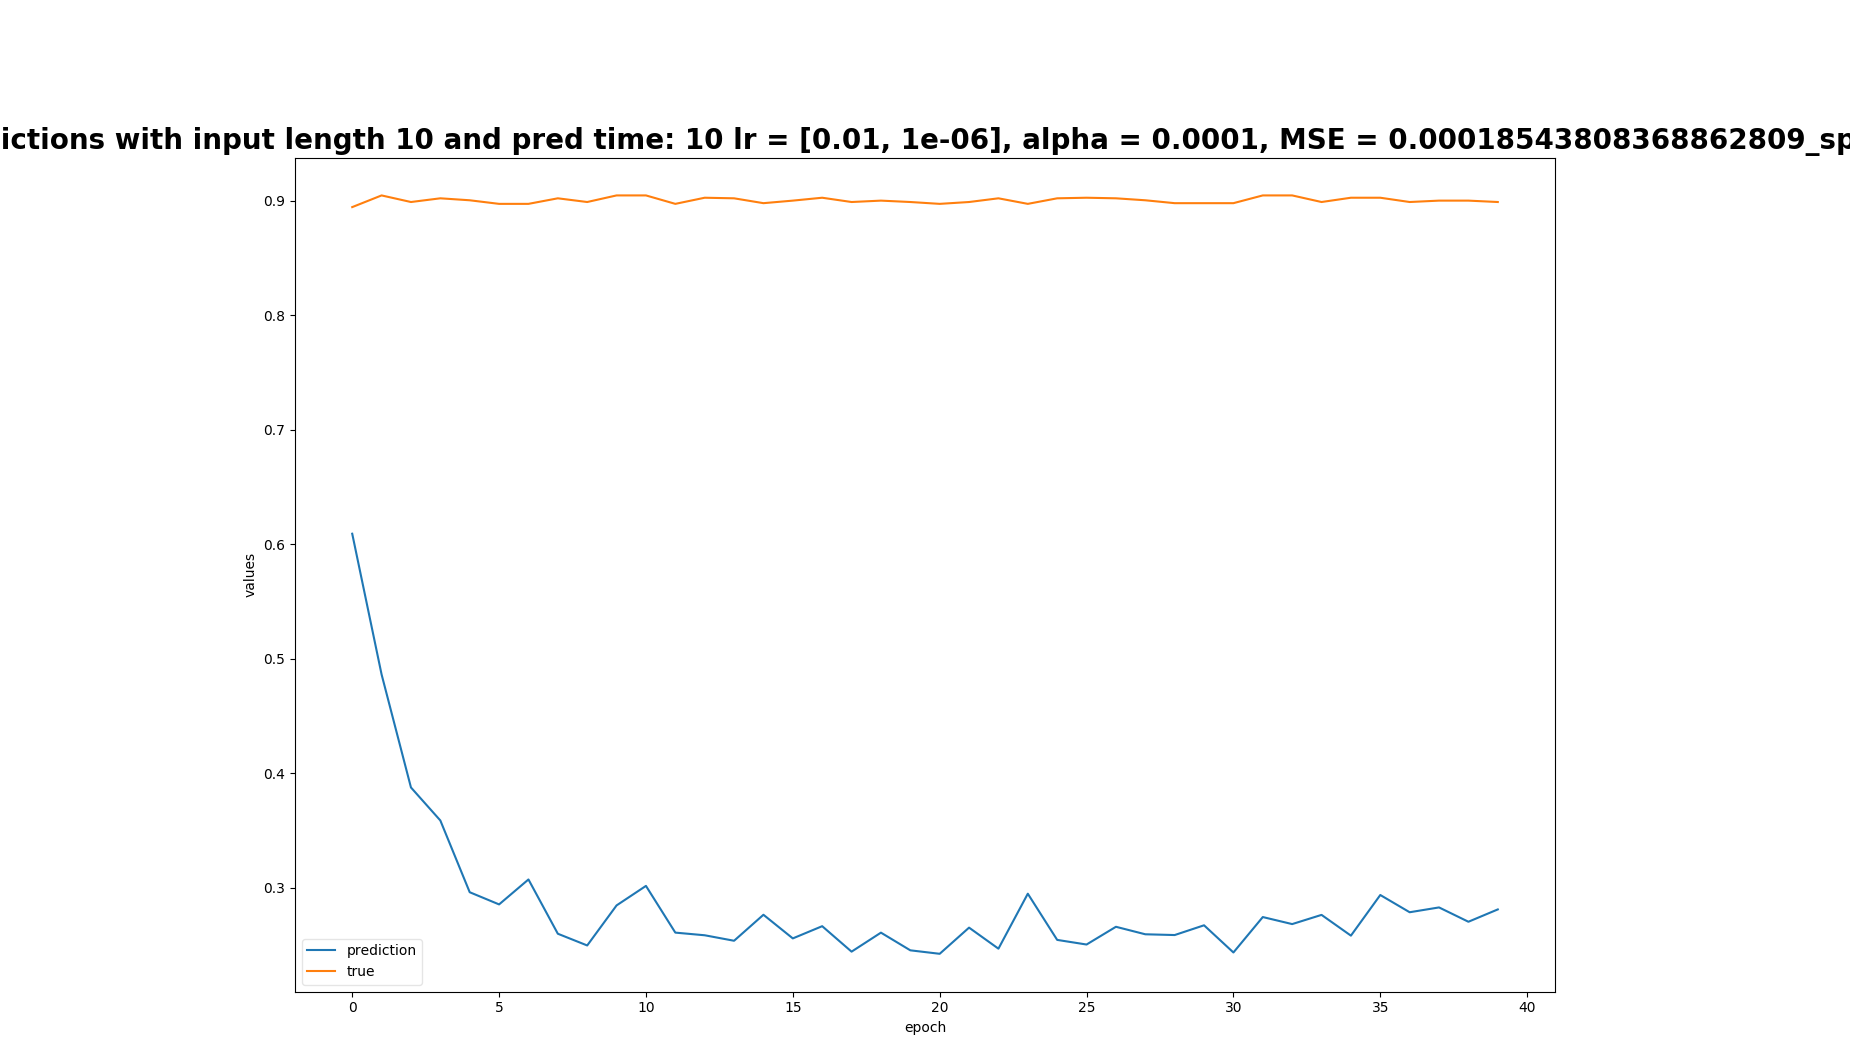 ictions with input length 10 and pred time: 10 lr = [0.01, 1e-06], alpha = 0.0001, MSE = 0.00018543808368862809_sp
0.9
0.8
0.7
0.6
0.5
0.4
0.3
values
prediction
true
0 5 10 15 20 25 30 35 40
epoch